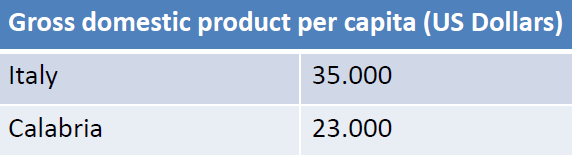 Gross domestic product per capita (US Dollars)
Italy 35.000
Calabria 23.000